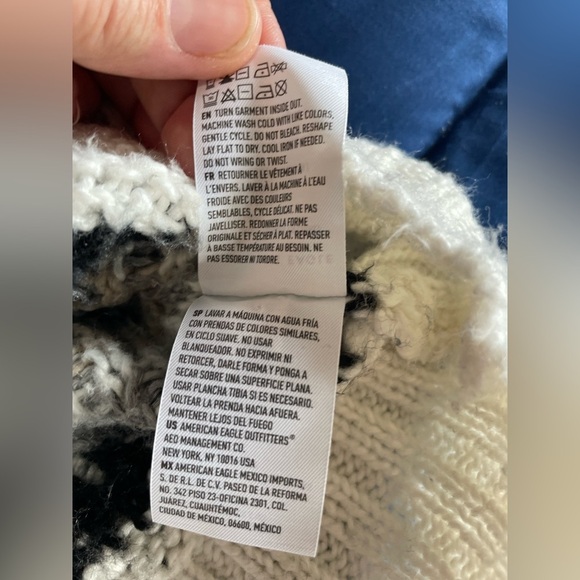 EN TURN GARMENT INSIDE OUT.
MACHINE WASH COLD WITH LIKE COLORS,
GENTLE CYCLE. DO NOT BLEACH. RESHAPE
LAY FLAT TO DRY. COOL IRON IF NEEDED.
DO NOT WRING OR TWIST.
FR RETOURNER LE VÊTEMENT À
L'ENVERS. LAVER À LA MACHINE À L'EAU
FROIDE AVEC DES COULEURS
SEMBLABLES, CYCLE DÉLICAT. NE PAS
JAVELLISER. REDONNER LA FORME
ORIGINALE ET SÉCHER À PLAT. REPASSER
À BASSE TEMPÉRATURE AU BESOIN. NE
PAS ESSORER NI TORDRE.
SP LAVAR A MÁQUINA CON AGUA FRÍA
CON PRENDAS DE COLORES SIMILARES,
EN CICLO SUAVE. NO USAR
BLANQUEADOR. NO EXPRIMIR NI
RETORCER, DARLE FORMA Y PONGA A
SECAR SOBRE UNA SUPERFICIE PLANA.
USAR PLANCHA TIBIA SI ES NECESARIO.
VOLTEAR LA PRENDA HACIA AFUERA.
MANTENER LEJOS DEL FUEGO
US AMERICAN EAGLE OUTFITTERS®
AEO MANAGEMENT CO.
NEW YORK, NY 10016 USA
MX AMERICAN EAGLE MEXICO IMPORTS,
S. DE R.L. DE C.V. PASEO DE LA REFORMA
NO. 342 PISO 23-OFICINA 2301, COL.
JUÁREZ, CUAUHTÉMOC,
CIUDAD DE MÉXICO, 06600, MÉXICO